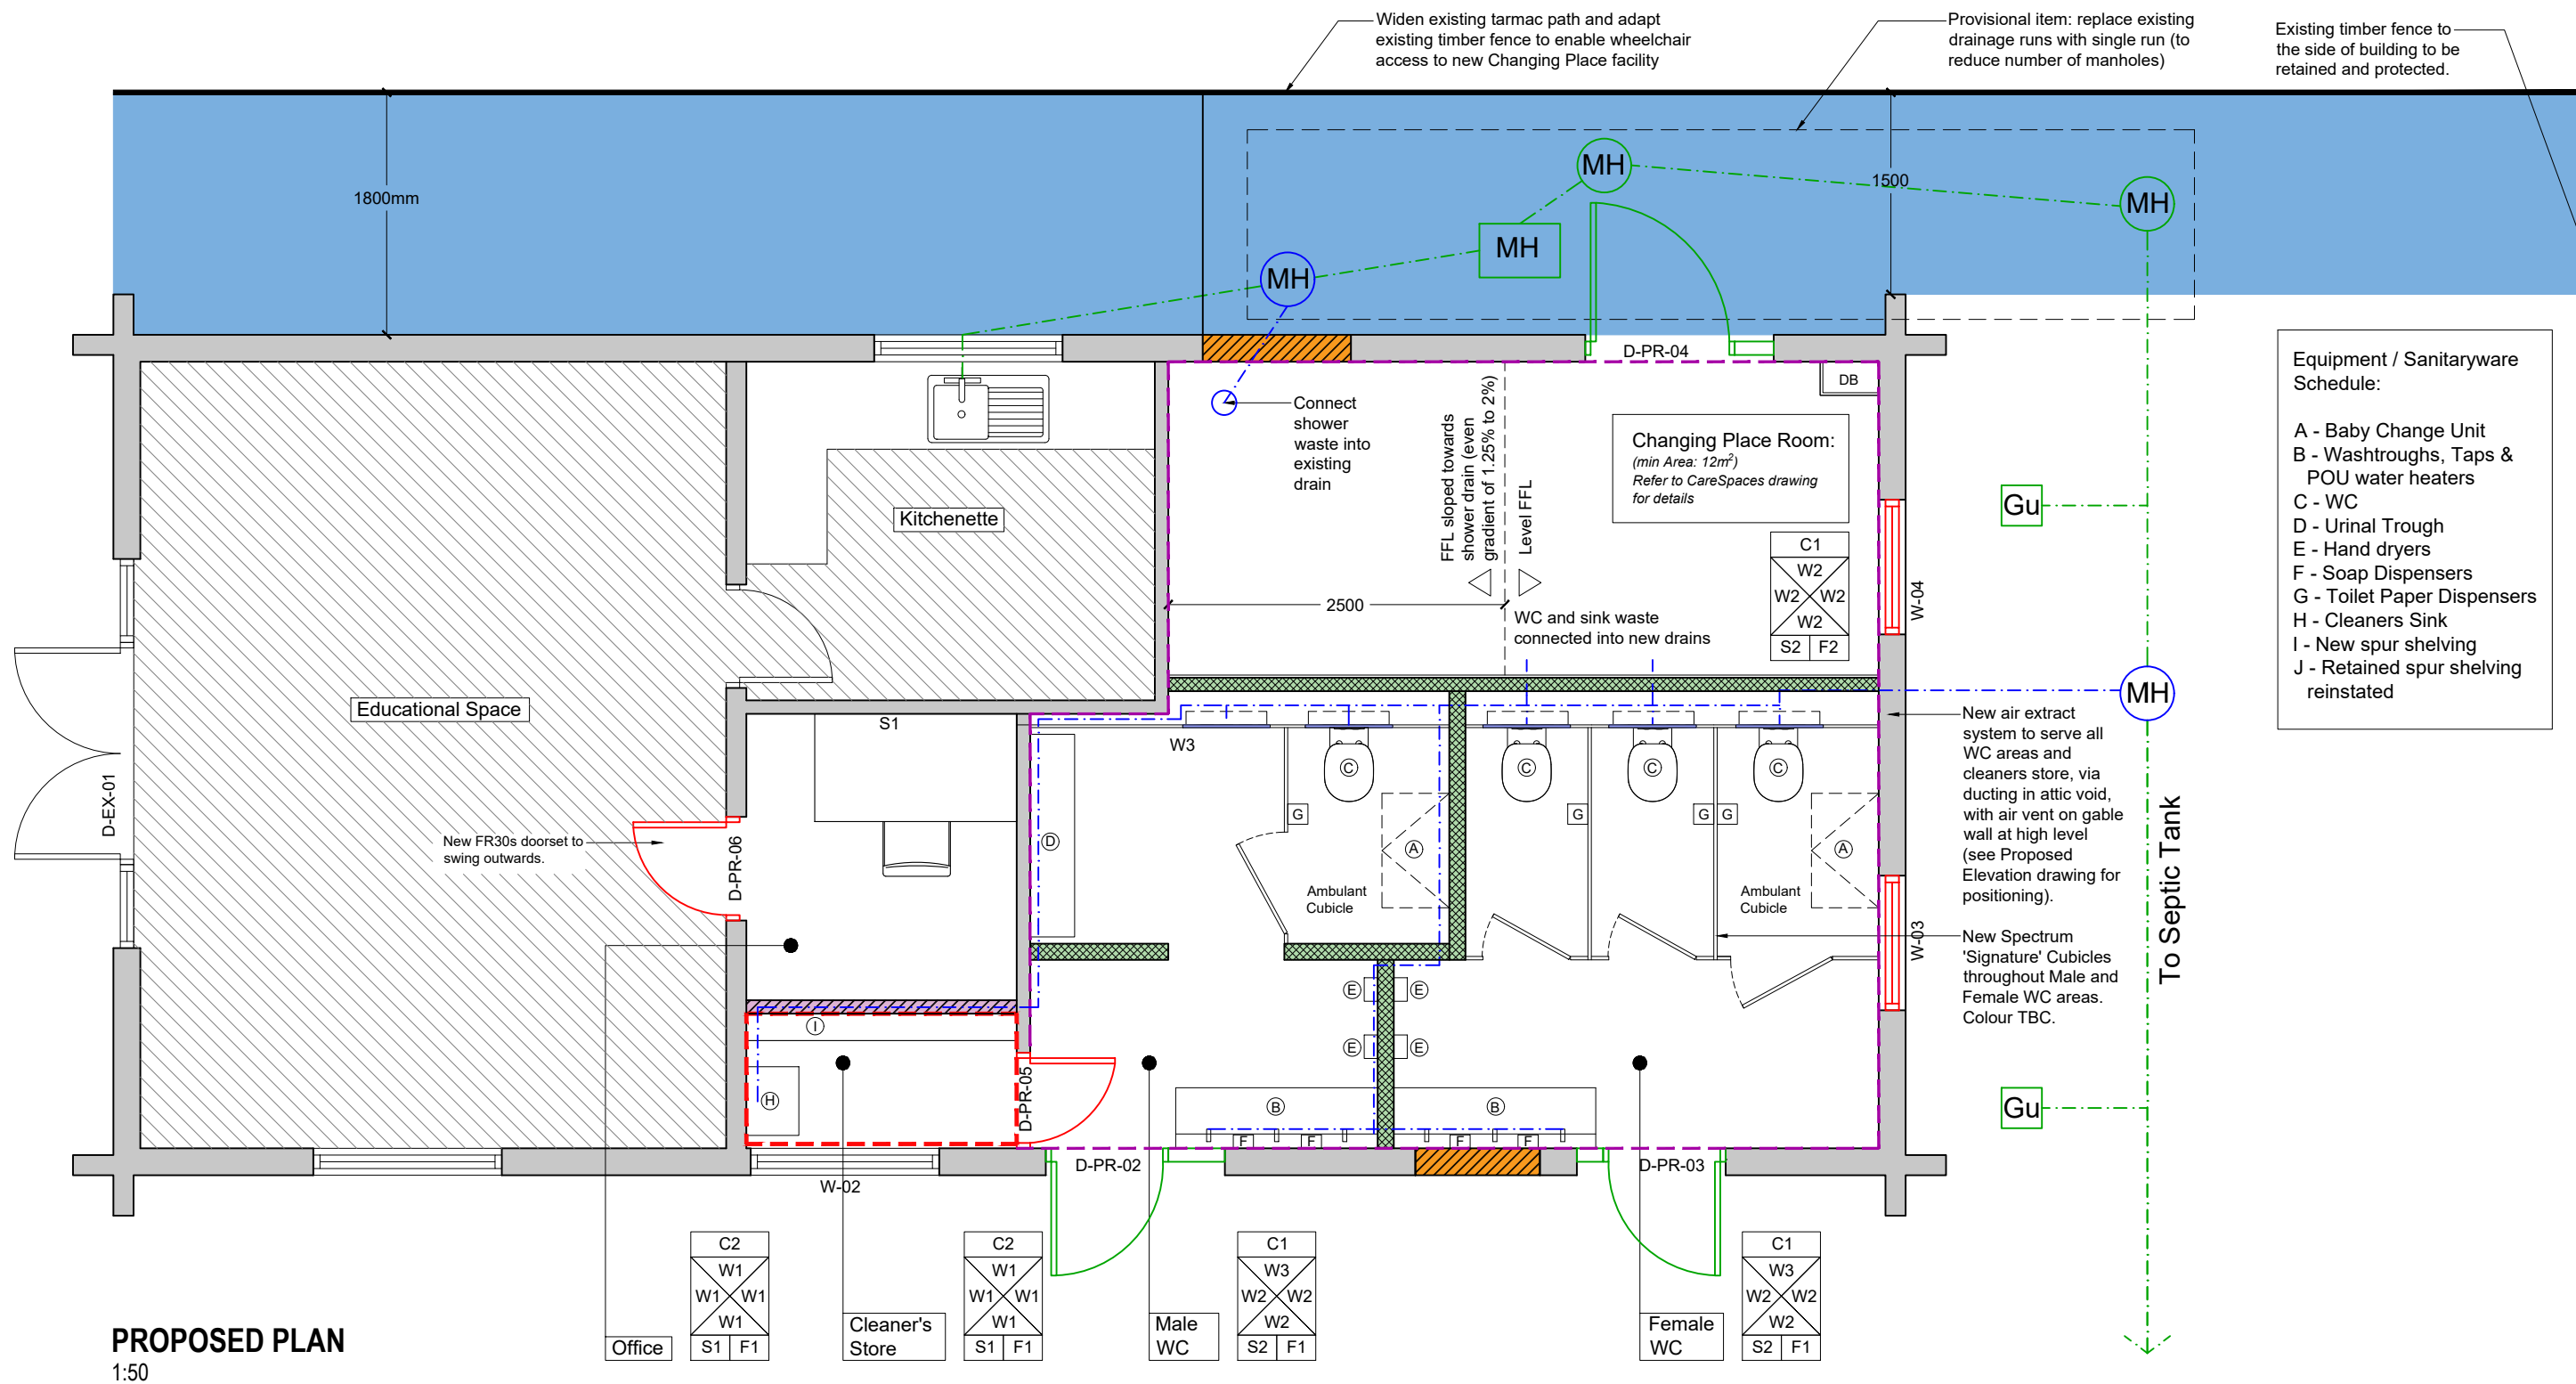 Widen existing tarmac path and adapt
existing timber fence to enable wheelchair
access to new Changing Place facility
Provisional item: replace existing
drainage runs with single run (to
reduce number of manholes)
Existing timber fence to
the side of building to be
retained and protected.
1800mm
1500
MH
MH
MH
MH
D-PR-04
DB
Connect
shower
waste into
existing
drain
FFL sloped towards
shower drain (even
gradient of 1.25% to 2%)
Level FFL
Changing Place Room:
(min Area: 12m²)
Refer to CareSpaces drawing
for details
C1
W2
W2 W2
W2
S2 F2
2500
WC and sink waste
connected into new drains
Kitchenette
Educational Space
D-EX-01
New FR30s doorset to
swing outwards.
D-PR-06
S1
W3
D
C
C
C
C
G
G
G
G
A
A
Ambulant
Cubicle
Ambulant
Cubicle
E
E
E
E
I
H
D-PR-05
B
B
F
F
F
F
W-04
W-03
Gu
MH
Gu
To Septic Tank
New air extract
system to serve all
WC areas and
cleaners store, via
ducting in attic void,
with air vent on gable
wall at high level
(see Proposed
Elevation drawing for
positioning).
New Spectrum
'Signature' Cubicles
throughout Male and
Female WC areas.
Colour TBC.
Equipment / Sanitaryware
Schedule:
A - Baby Change Unit
B - Washtroughs, Taps &
POU water heaters
C - WC
D - Urinal Trough
E - Hand dryers
F - Soap Dispensers
G - Toilet Paper Dispensers
H - Cleaners Sink
I - New spur shelving
J - Retained spur shelving
reinstated
W-02
D-PR-02
D-PR-03
Office
C2
W1
W1 W1
W1
S1 F1
Cleaner's
Store
C2
W1
W1 W1
W1
S1 F1
Male
WC
C1
W3
W2 W2
W2
S2 F1
Female
WC
C1
W3
W2 W2
W2
S2 F1
PROPOSED PLAN
1:50